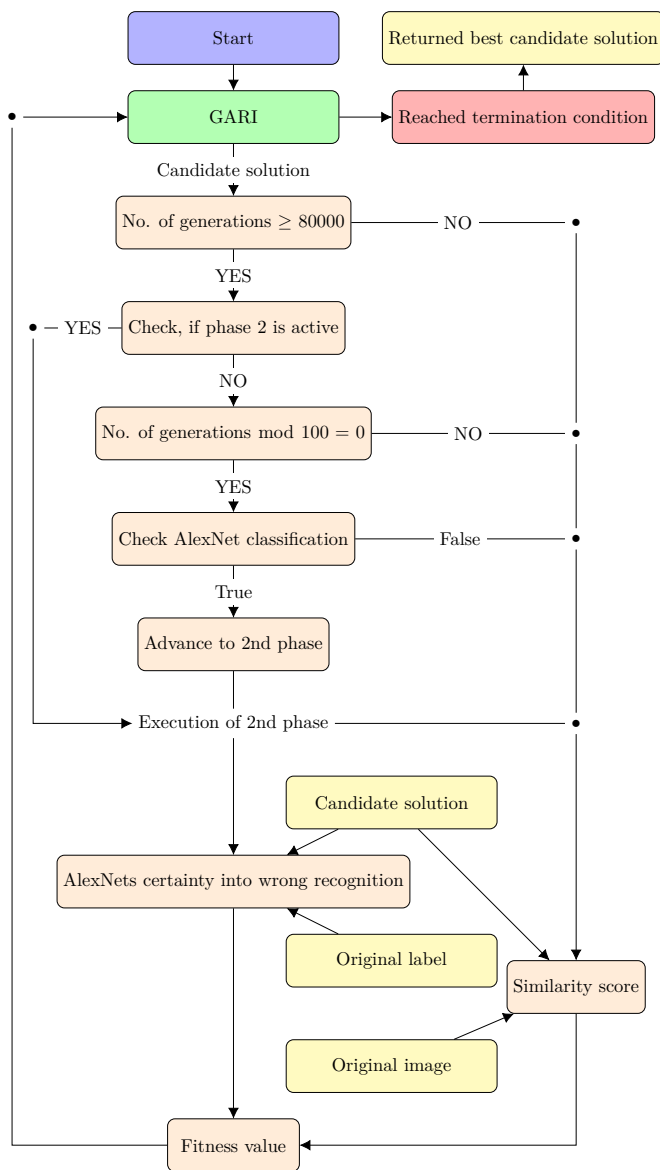 Start
Returned best candidate solution
GARI
Reached termination condition
Candidate solution
No. of generations ≥ 80000
NO
YES
YES
Check, if phase 2 is active
NO
No. of generations mod 100 = 0
NO
YES
Check AlexNet classification
False
True
Advance to 2nd phase
Execution of 2nd phase
Candidate solution
AlexNets certainty into wrong recognition
Original label
Similarity score
Original image
Fitness value